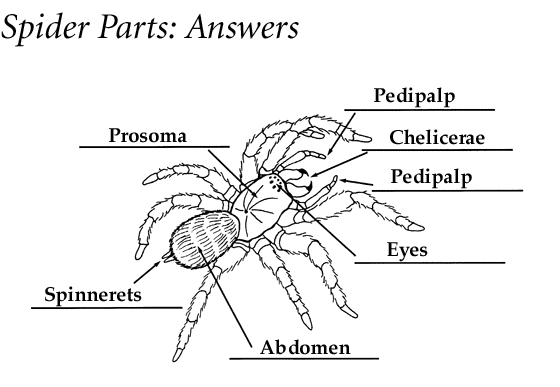 Spider Parts: Answers
Pedipalp
Prosoma
Chelicerae
Pedipalp
Eyes
Spinnerets
Abdomen